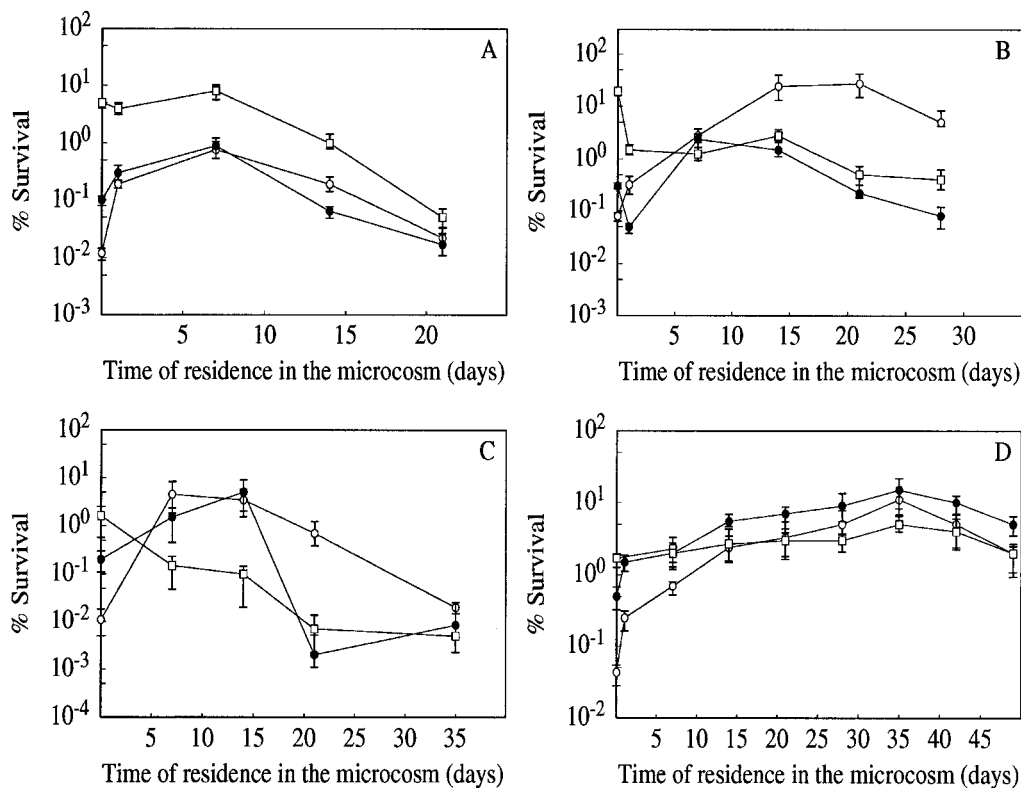 A
% Survival
10²
10¹
10⁰
10⁻¹
10⁻²
10⁻³
5 10 15 20
Time of residence in the microcosm (days)
B
% Survival
10²
10¹
10⁰
10⁻¹
10⁻²
10⁻³
5 10 15 20 25 30
Time of residence in the microcosm (days)
C
% Survival
10²
10¹
10⁰
10⁻¹
10⁻²
10⁻³
10⁻⁴
5 10 15 20 25 30 35
Time of residence in the microcosm (days)
D
% Survival
10²
10¹
10⁰
10⁻¹
10⁻²
5 10 15 20 25 30 35 40 45
Time of residence in the microcosm (days)